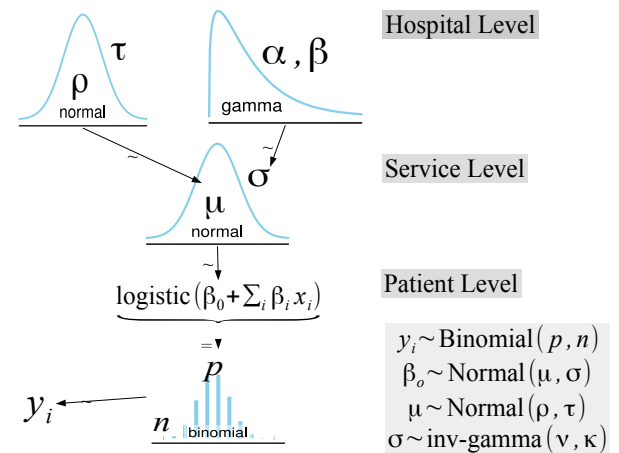 τ
ρ
normal
α , β
gamma
Hospital Level
~
~
σ
μ
normal
Service Level
~
logistic(β₀+∑ᵢ βᵢ xᵢ)
Patient Level
=
p
yᵢ
~
n
binomial
yᵢ~Binomial(p,n)
βₒ~Normal(μ,σ)
μ~Normal(ρ,τ)
σ~inv-gamma(ν,κ)